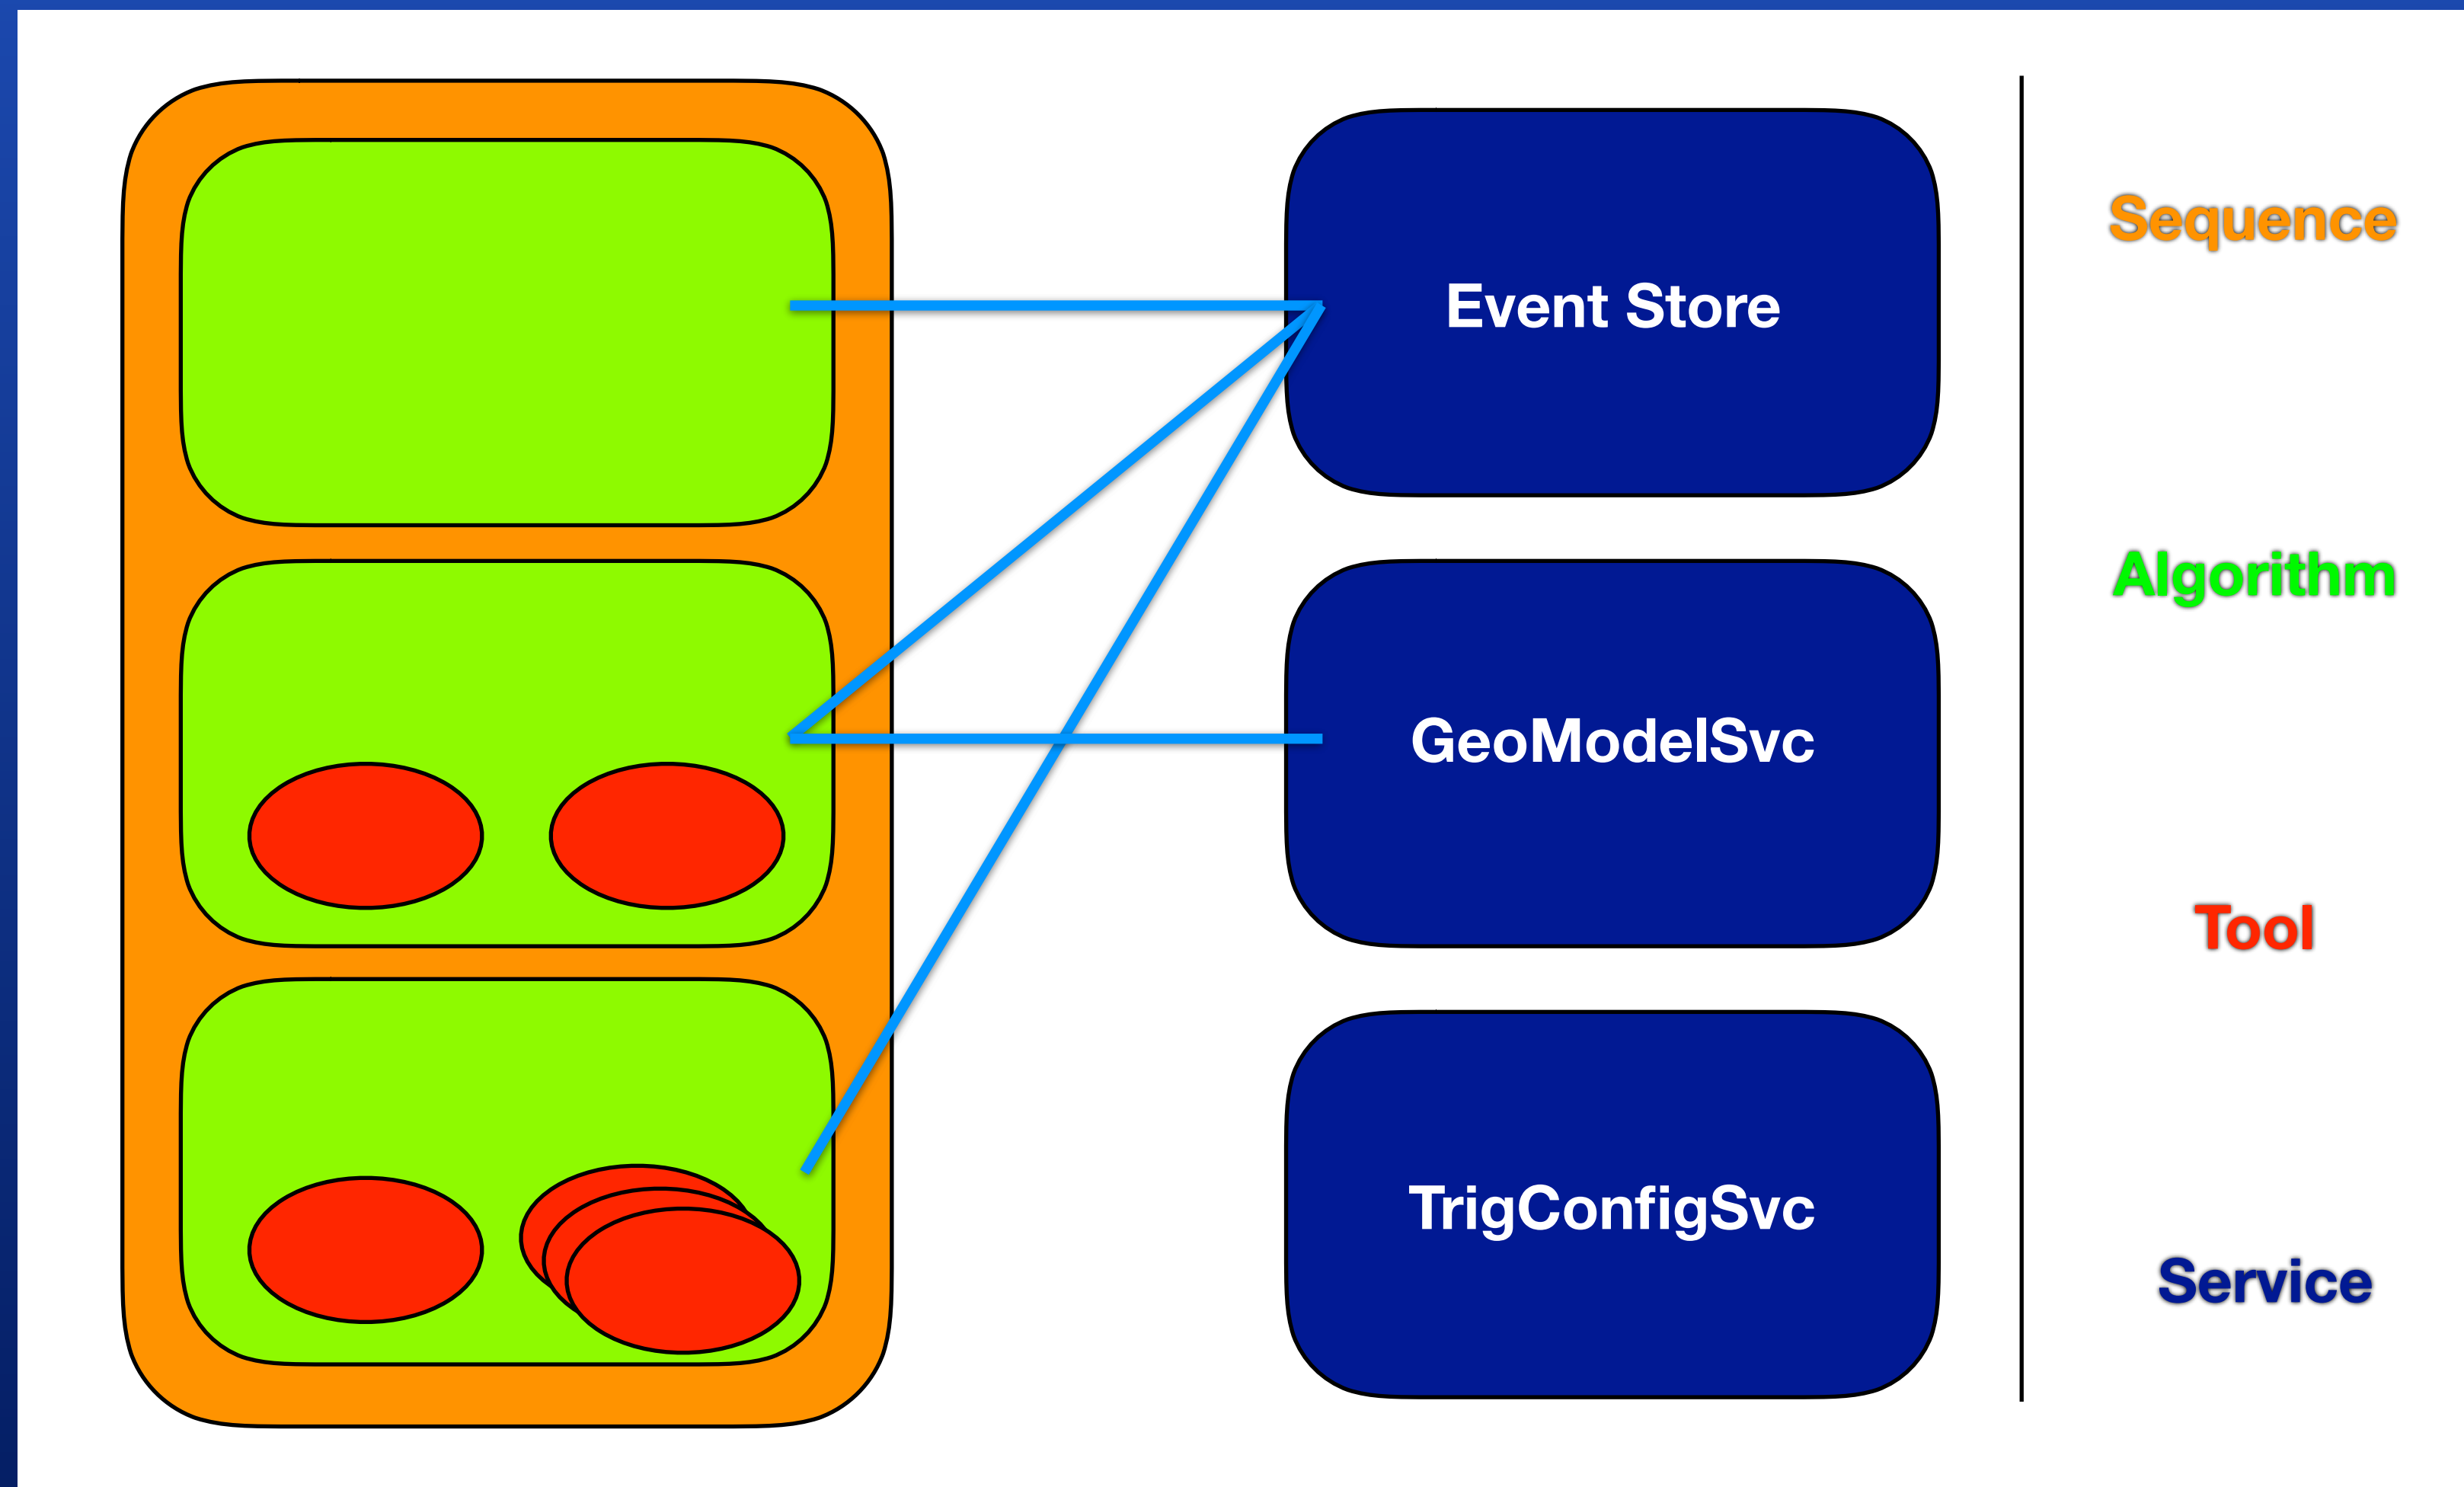 Event Store
GeoModelSvc
TrigConfigSvc
Sequence
Algorithm
Tool
Service